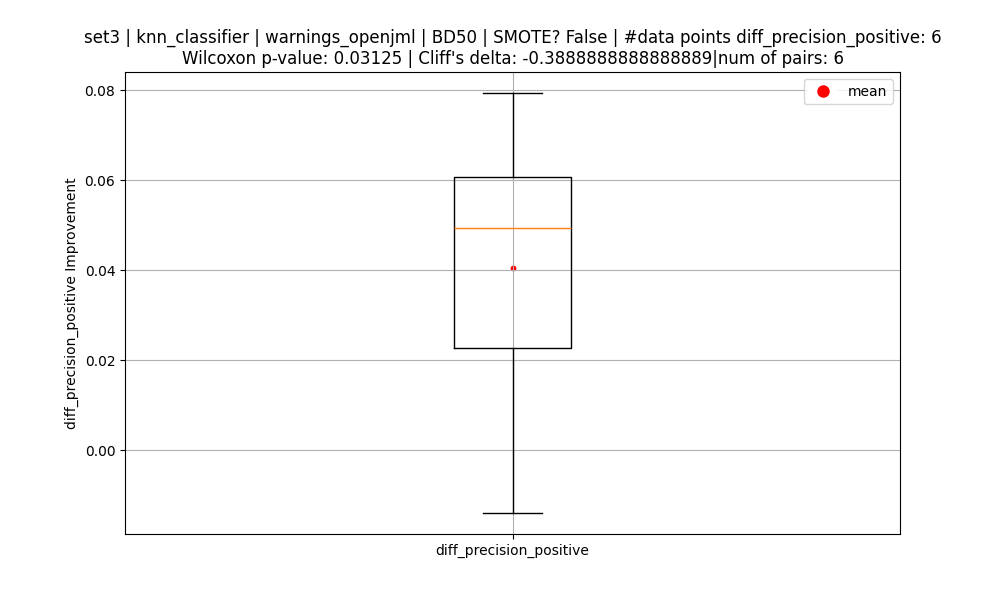 set3 | knn_classifier | warnings_openjml | BD50 | SMOTE? False | #data points diff_precision_positive: 6
Wilcoxon p-value: 0.03125 | Cliff's delta: -0.3888888888888889|num of pairs: 6
mean
0.08
0.06
0.04
0.02
0.00
diff_precision_positive Improvement
diff_precision_positive